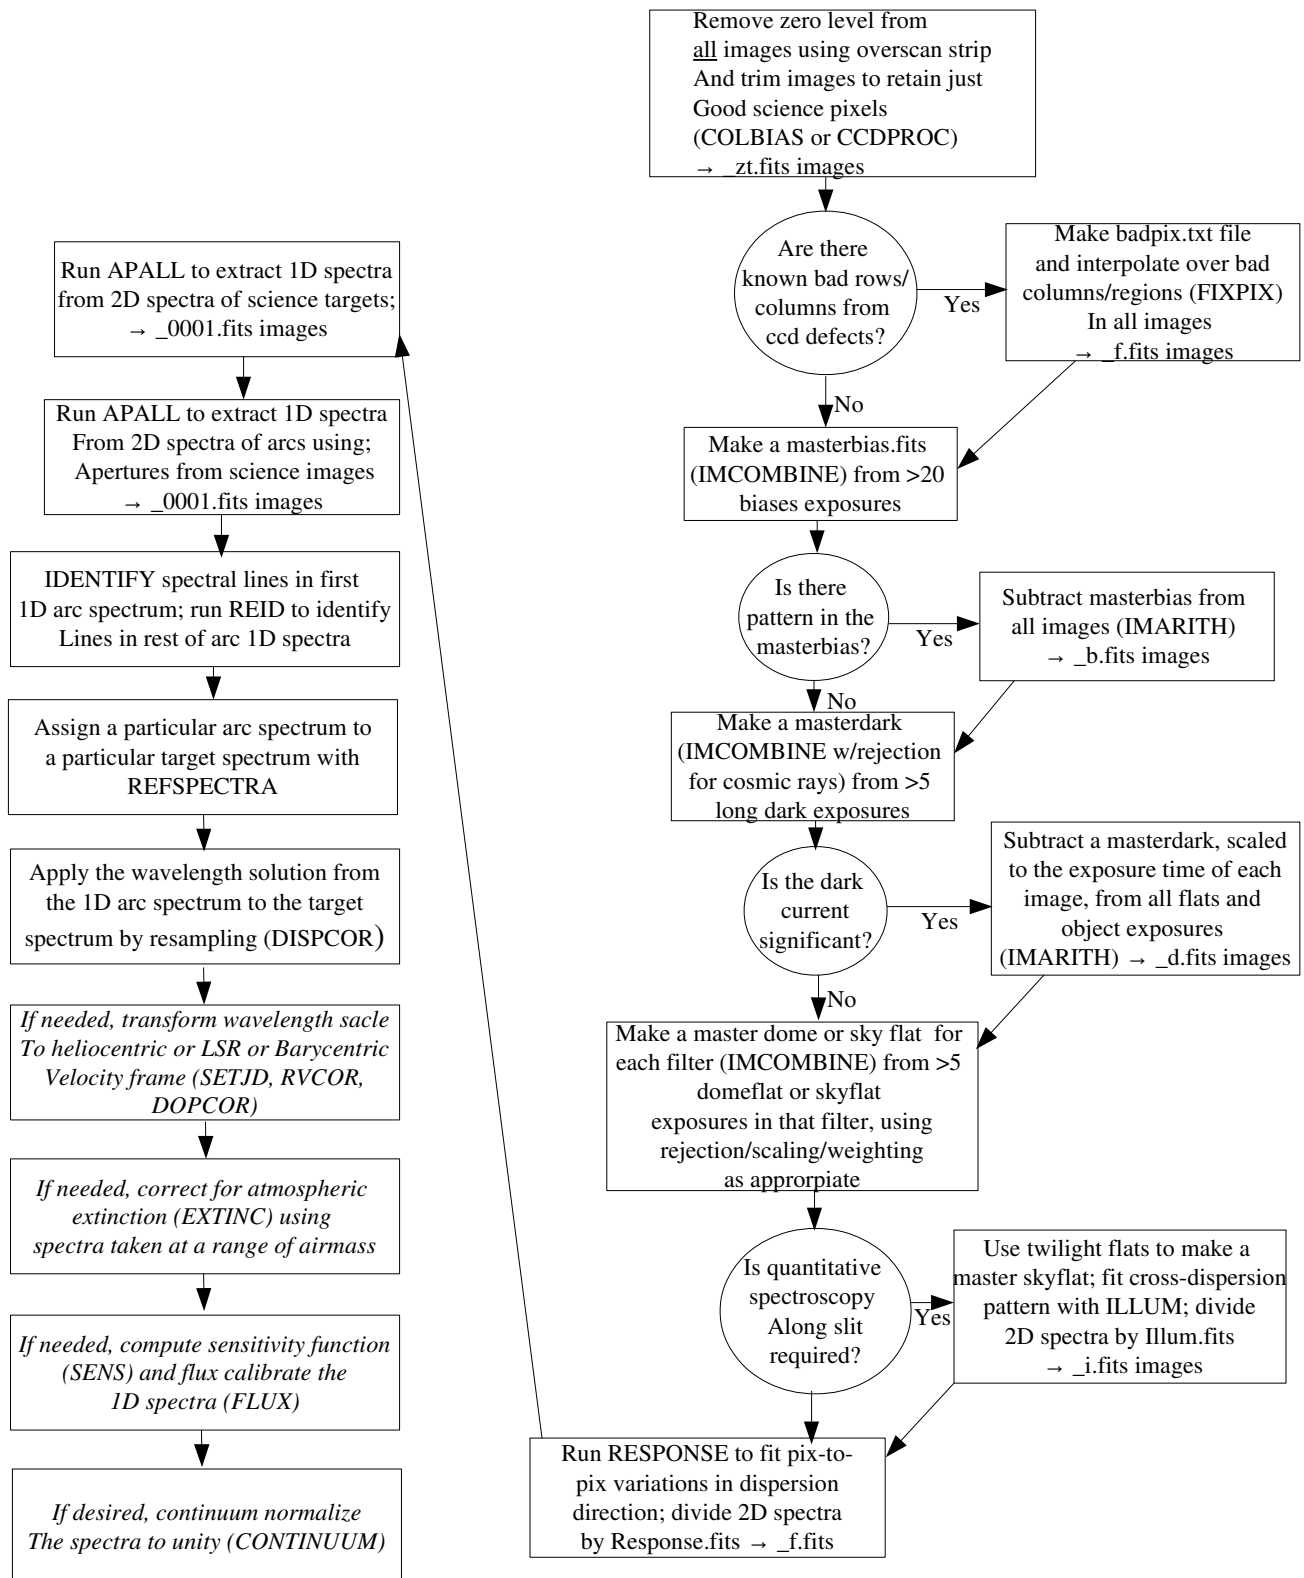 Remove zero level from
all images using overscan strip
And trim images to retain just
Good science pixels
(COLBIAS or CCDPROC)
→ _zt.fits images
Are there
known bad rows/
columns from
ccd defects?
Yes
Make badpix.txt file
and interpolate over bad
columns/regions (FIXPIX)
In all images
→ _f.fits images
No
Make a masterbias.fits
(IMCOMBINE) from >20
biases exposures
Is there
pattern in the
masterbias?
Yes
Subtract masterbias from
all images (IMARITH)
→ _b.fits images
No
Make a masterdark
(IMCOMBINE w/rejection
for cosmic rays) from >5
long dark exposures
Is the dark
current
significant?
Yes
Subtract a masterdark, scaled
to the exposure time of each
image, from all flats and
object exposures
(IMARITH) → _d.fits images
No
Make a master dome or sky flat for
each filter (IMCOMBINE) from >5
domeflat or skyflat
exposures in that filter, using
rejection/scaling/weighting
as approrpiate
Is quantitative
spectroscopy
Along slit
required?
Yes
Use twilight flats to make a
master skyflat; fit cross-dispersion
pattern with ILLUM; divide
2D spectra by Illum.fits
→ _i.fits images
Run RESPONSE to fit pix-to-
pix variations in dispersion
direction; divide 2D spectra
by Response.fits → _f.fits
Run APALL to extract 1D spectra
from 2D spectra of science targets;
→ _0001.fits images
Run APALL to extract 1D spectra
From 2D spectra of arcs using;
Apertures from science images
→ _0001.fits images
IDENTIFY spectral lines in first
1D arc spectrum; run REID to identify
Lines in rest of arc 1D spectra
Assign a particular arc spectrum to
a particular target spectrum with
REFSPECTRA
Apply the wavelength solution from
the 1D arc spectrum to the target
spectrum by resampling (DISPCOR)
If needed, transform wavelength sacle
To heliocentric or LSR or Barycentric
Velocity frame (SETJD, RVCOR,
DOPCOR)
If needed, correct for atmospheric
extinction (EXTINC) using
spectra taken at a range of airmass
If needed, compute sensitivity function
(SENS) and flux calibrate the
1D spectra (FLUX)
If desired, continuum normalize
The spectra to unity (CONTINUUM)